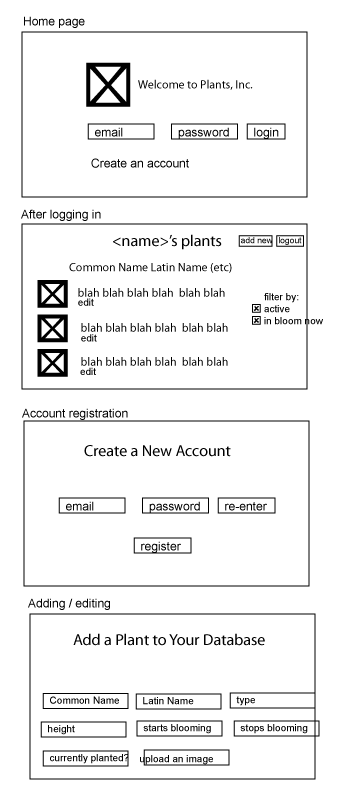 Home page
Welcome to Plants, Inc.
email password login
Create an account
After logging in
<name>'s plants add new logout
Common Name Latin Name (etc)
blah blah blah blah blah blah
edit
filter by:
active
in bloom now
blah blah blah blah blah blah
edit
blah blah blah blah blah blah
edit
Account registration
Create a New Account
email password re-enter
register
Adding / editing
Add a Plant to Your Database
Common Name Latin Name type
height starts blooming stops blooming
currently planted? upload an image